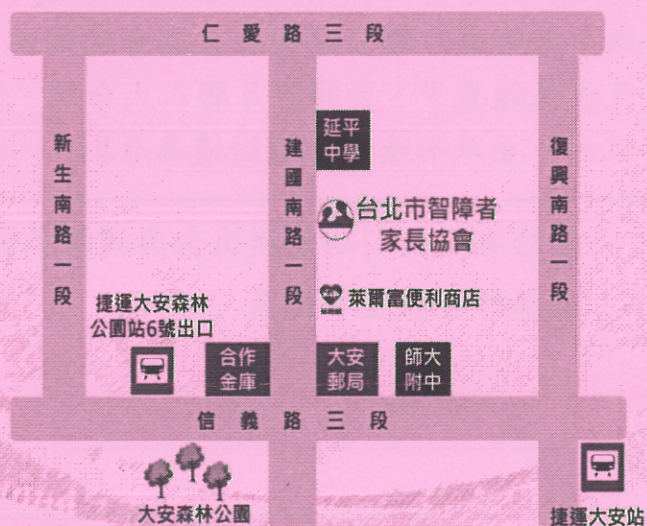 仁愛路三段
新生南路一段
建國南路一段
復興南路一段
延平
中學
台北市智障者
家長協會
萊爾富便利商店
捷運大安森林
公園站6號出口
合作
金庫
大安
郵局
師大
附中
信義路三段
大安森林公園
捷運大安站